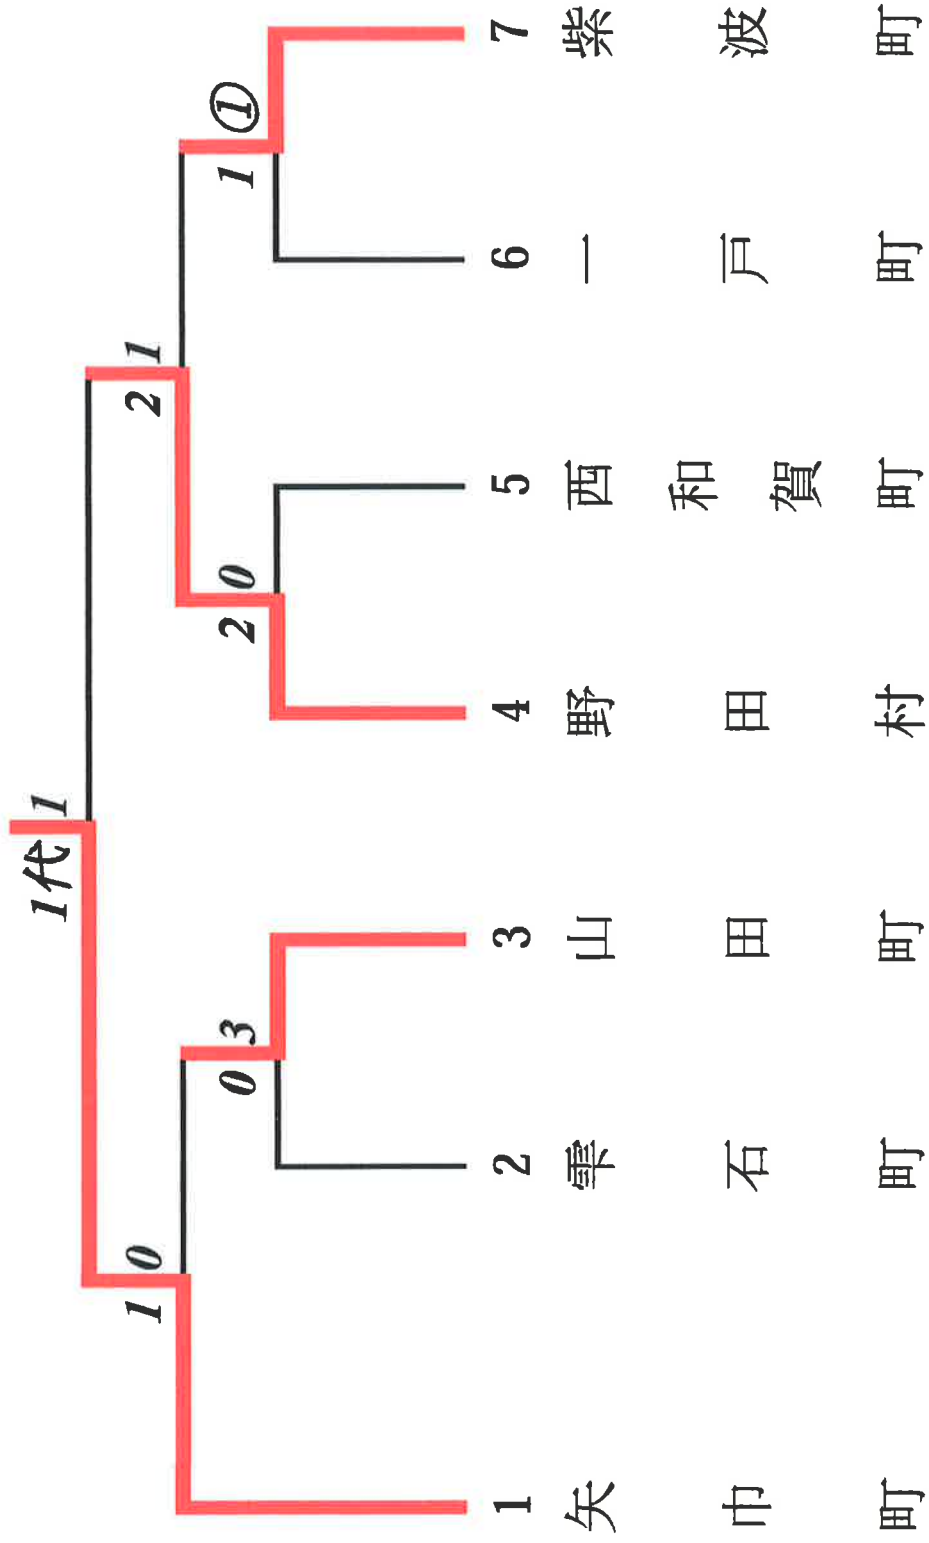 1代 1
1 0
2 1
0 3
2 0
1 ①
1 矢巾町
2 雫石町
3 山田町
4 野田村
5 西和賀町
6 一戸町
7 紫波町